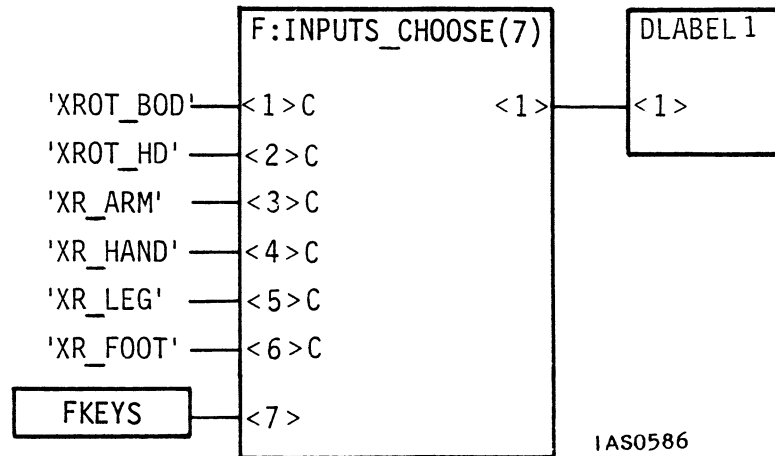 F:INPUTS_CHOOSE(7) DLABEL1
'XROT_BOD' <1>C <1> <1>
'XROT_HD' <2>C
'XR_ARM' <3>C
'XR_HAND' <4>C
'XR_LEG' <5>C
'XR_FOOT' <6>C
FKEYS <7>
IAS0586